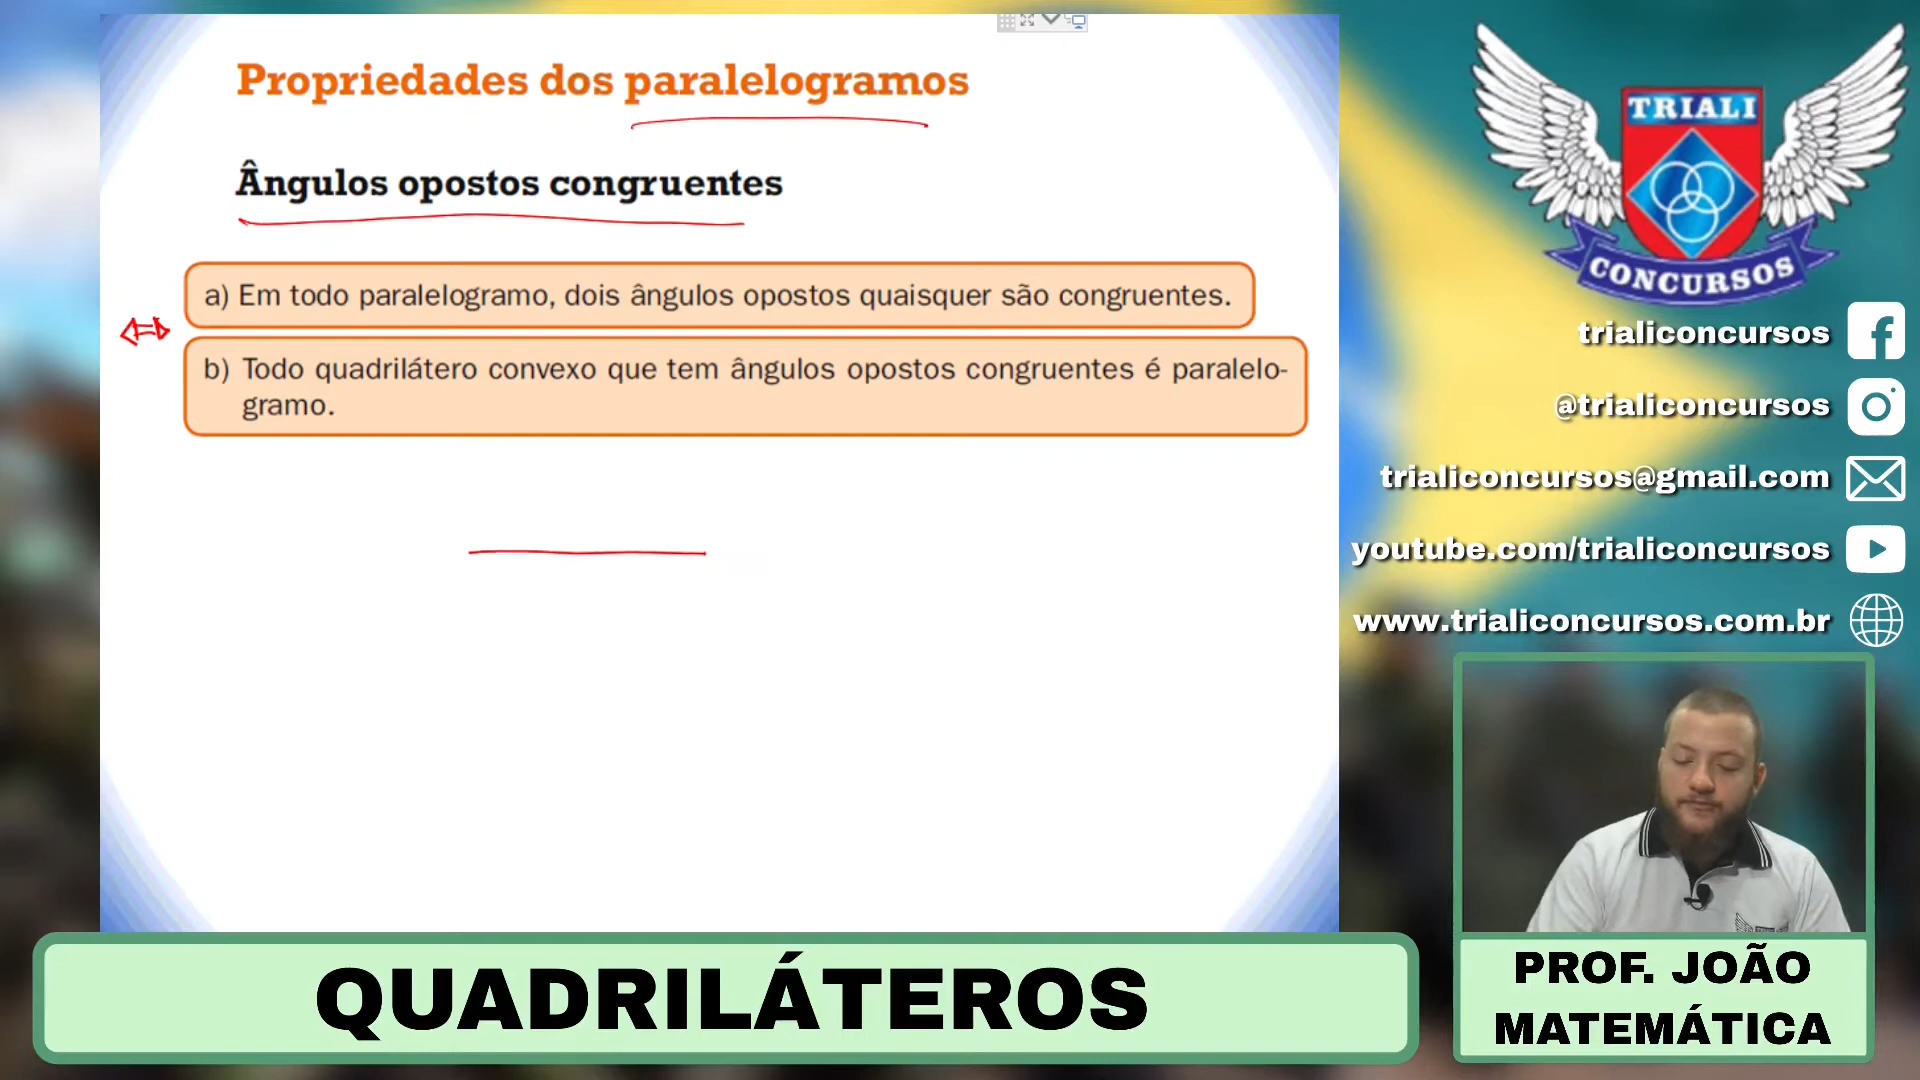 Propriedades dos paralelogramos
Ângulos opostos congruentes
a) Em todo paralelogramo, dois ângulos opostos quaisquer são congruentes.
b) Todo quadrilátero convexo que tem ângulos opostos congruentes é paralelo-
gramo.
TRIALI
CONCURSOS
trialiconcursos
@trialiconcursos
trialiconcursos@gmail.com
youtube.com/trialiconcursos
www.trialiconcursos.com.br
QUADRILÁTEROS
PROF. JOÃO
MATEMÁTICA